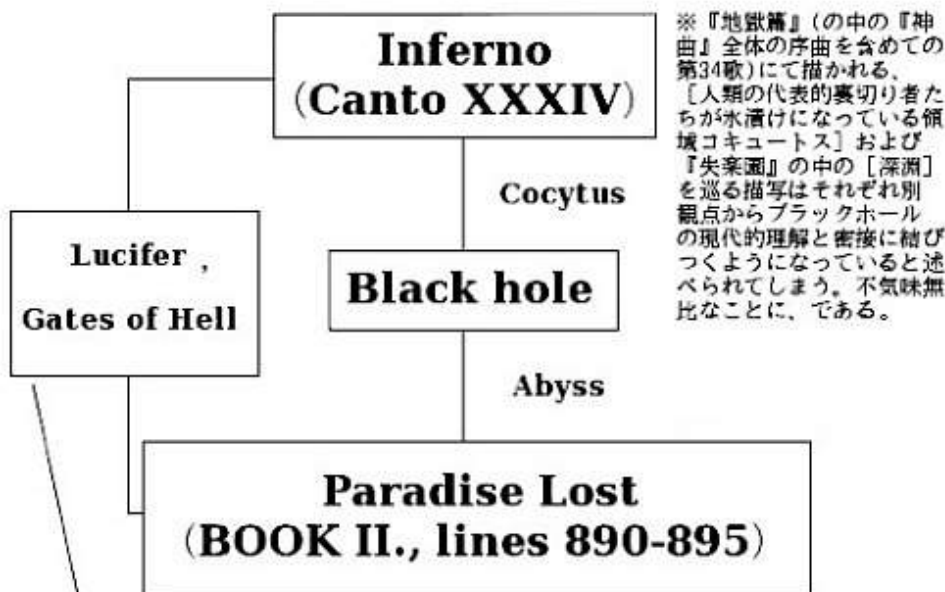 Inferno
(Canto XXXIV)
※『地獄篇』(の中の『神
曲』全体の序曲を含めての
第34歌)にて描かれる、
[人類の代表的裏切り者た
ちが氷漬けになっている領
域コキュートス]および
『失楽園』の中の[深淵]
を巡る描写はそれぞれ別
観点からブラックホール
の現代的理解と密接に結び
つくようになっていると述
べられてしまう。不気味無
比なことに、である。
Cocytus
Lucifer ,
Gates of Hell
Black hole
Abyss
Paradise Lost
(BOOK II., lines 890-895)